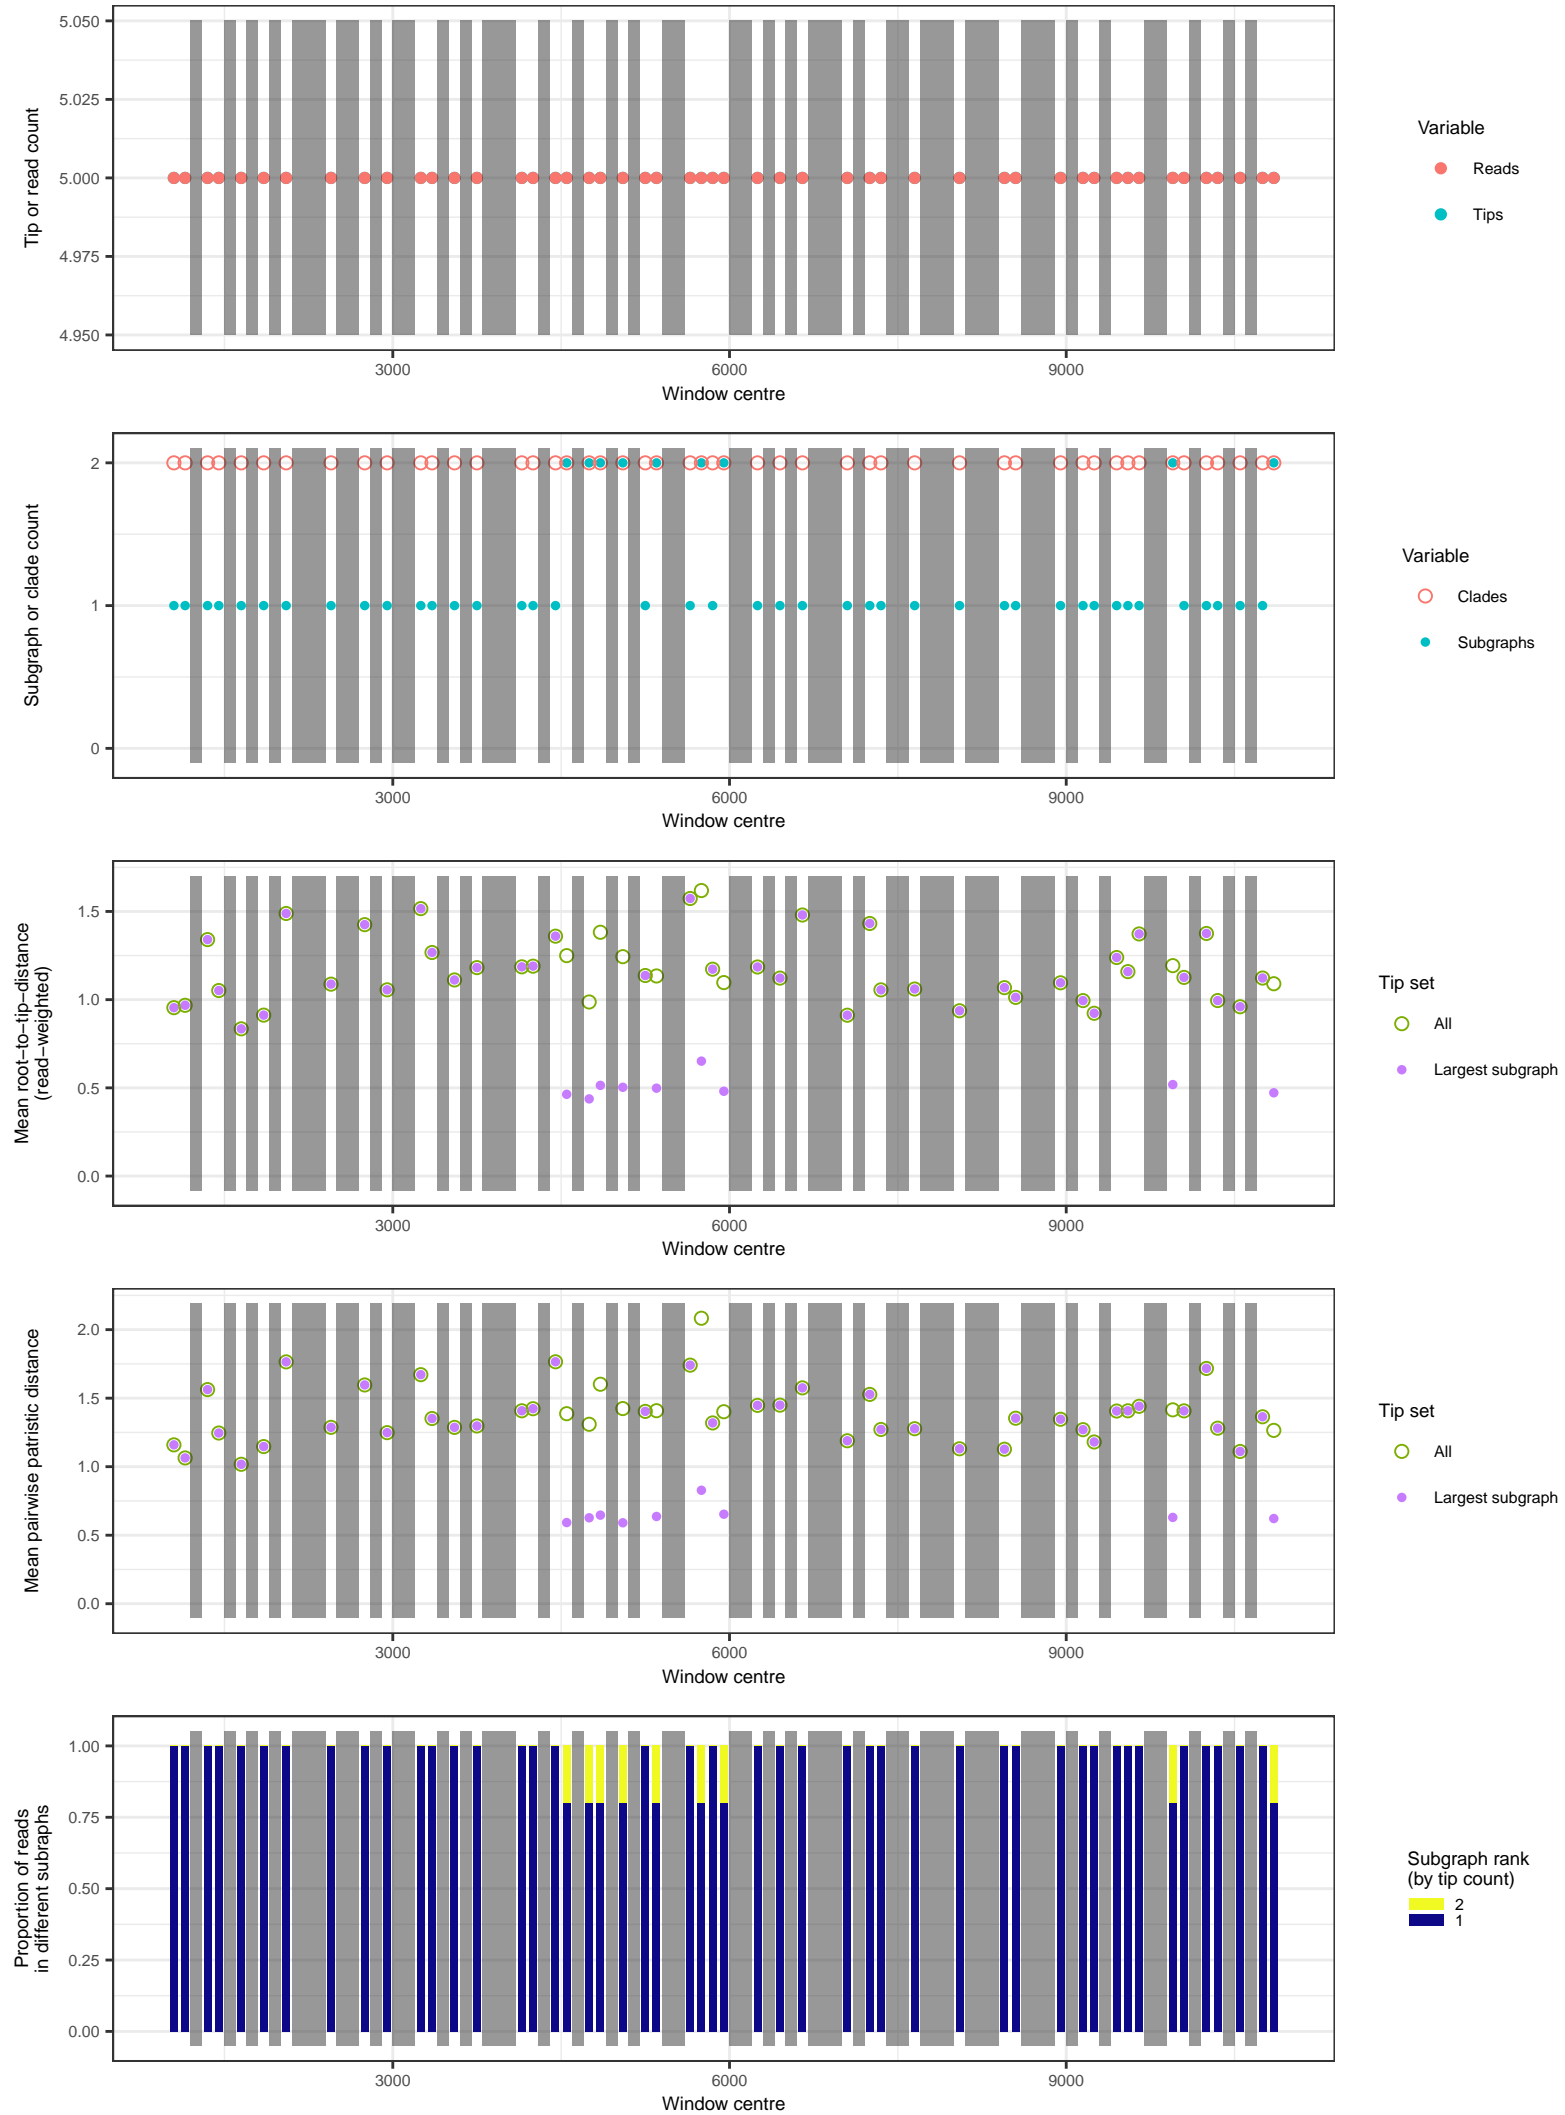 5.050
5.025
5.000
4.975
4.950
Tip or read count
3000
6000
9000
Window centre
Variable
Reads
Tips
2
1
0
Subgraph or clade count
3000
6000
9000
Window centre
Variable
Clades
Subgraphs
1.5
1.0
0.5
0.0
Mean root−to−tip−distance
(read−weighted)
3000
6000
9000
Window centre
Tip set
All
Largest subgraph
2.0
1.5
1.0
0.5
0.0
Mean pairwise patristic distance
3000
6000
9000
Window centre
Tip set
All
Largest subgraph
1.00
0.75
0.50
0.25
0.00
Proportion of reads
in different subraphs
3000
6000
9000
Window centre
Subgraph rank
(by tip count)
2
1